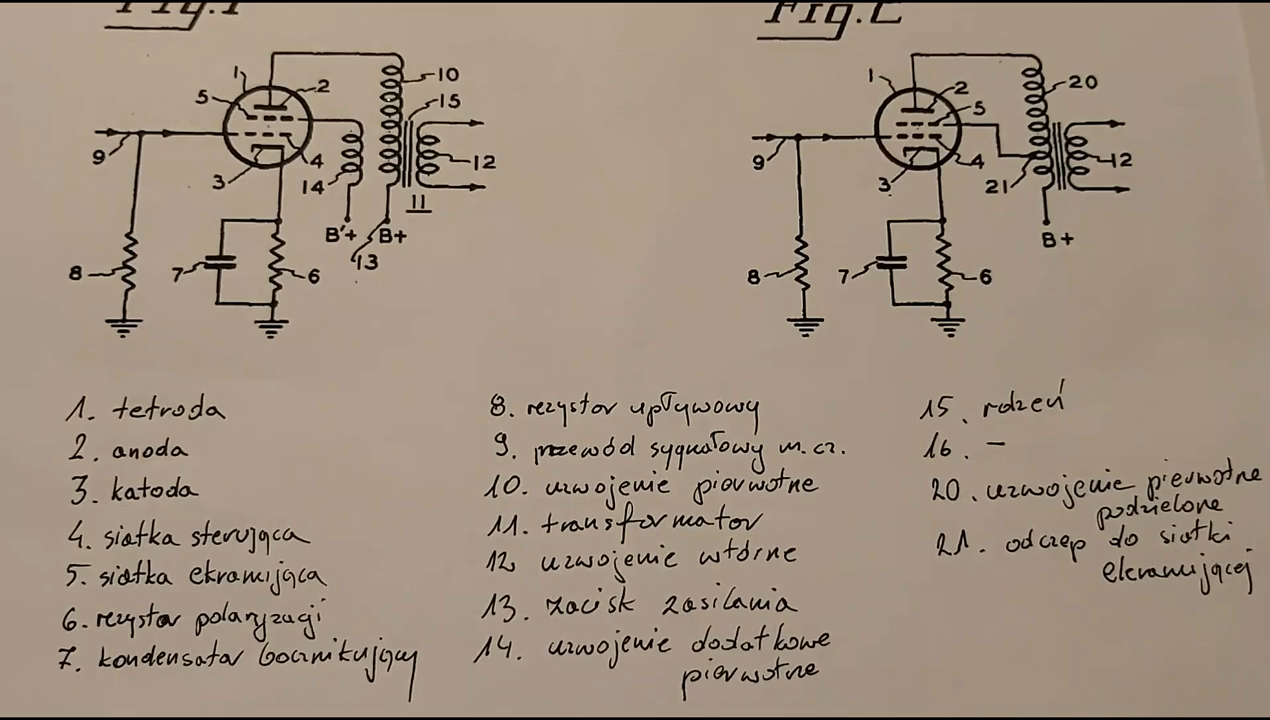 Fig.1
Fig.2
1
2
5
10
15
9
4
12
3
14
11
B'+
B+
13
8
7
6
1
2
20
5
9
4
12
3
21
B+
8
7
6
1. tetroda
2. anoda
3. katoda
4. siatka sterująca
5. siatka ekranująca
6. rezystor polaryzacji
7. kondensator bocznikujący
8. rezystor upływowy
9. przewód sygnałowy m.cz.
10. uzwojenie pierwotne
11. transformator
12. uzwojenie wtórne
13. zacisk zasilania
14. uzwojenie dodatkowe
pierwotne
15. rdzeń
16. –
20. uzwojenie pierwotne
podzielone
21. odczep do siatki
ekranującej